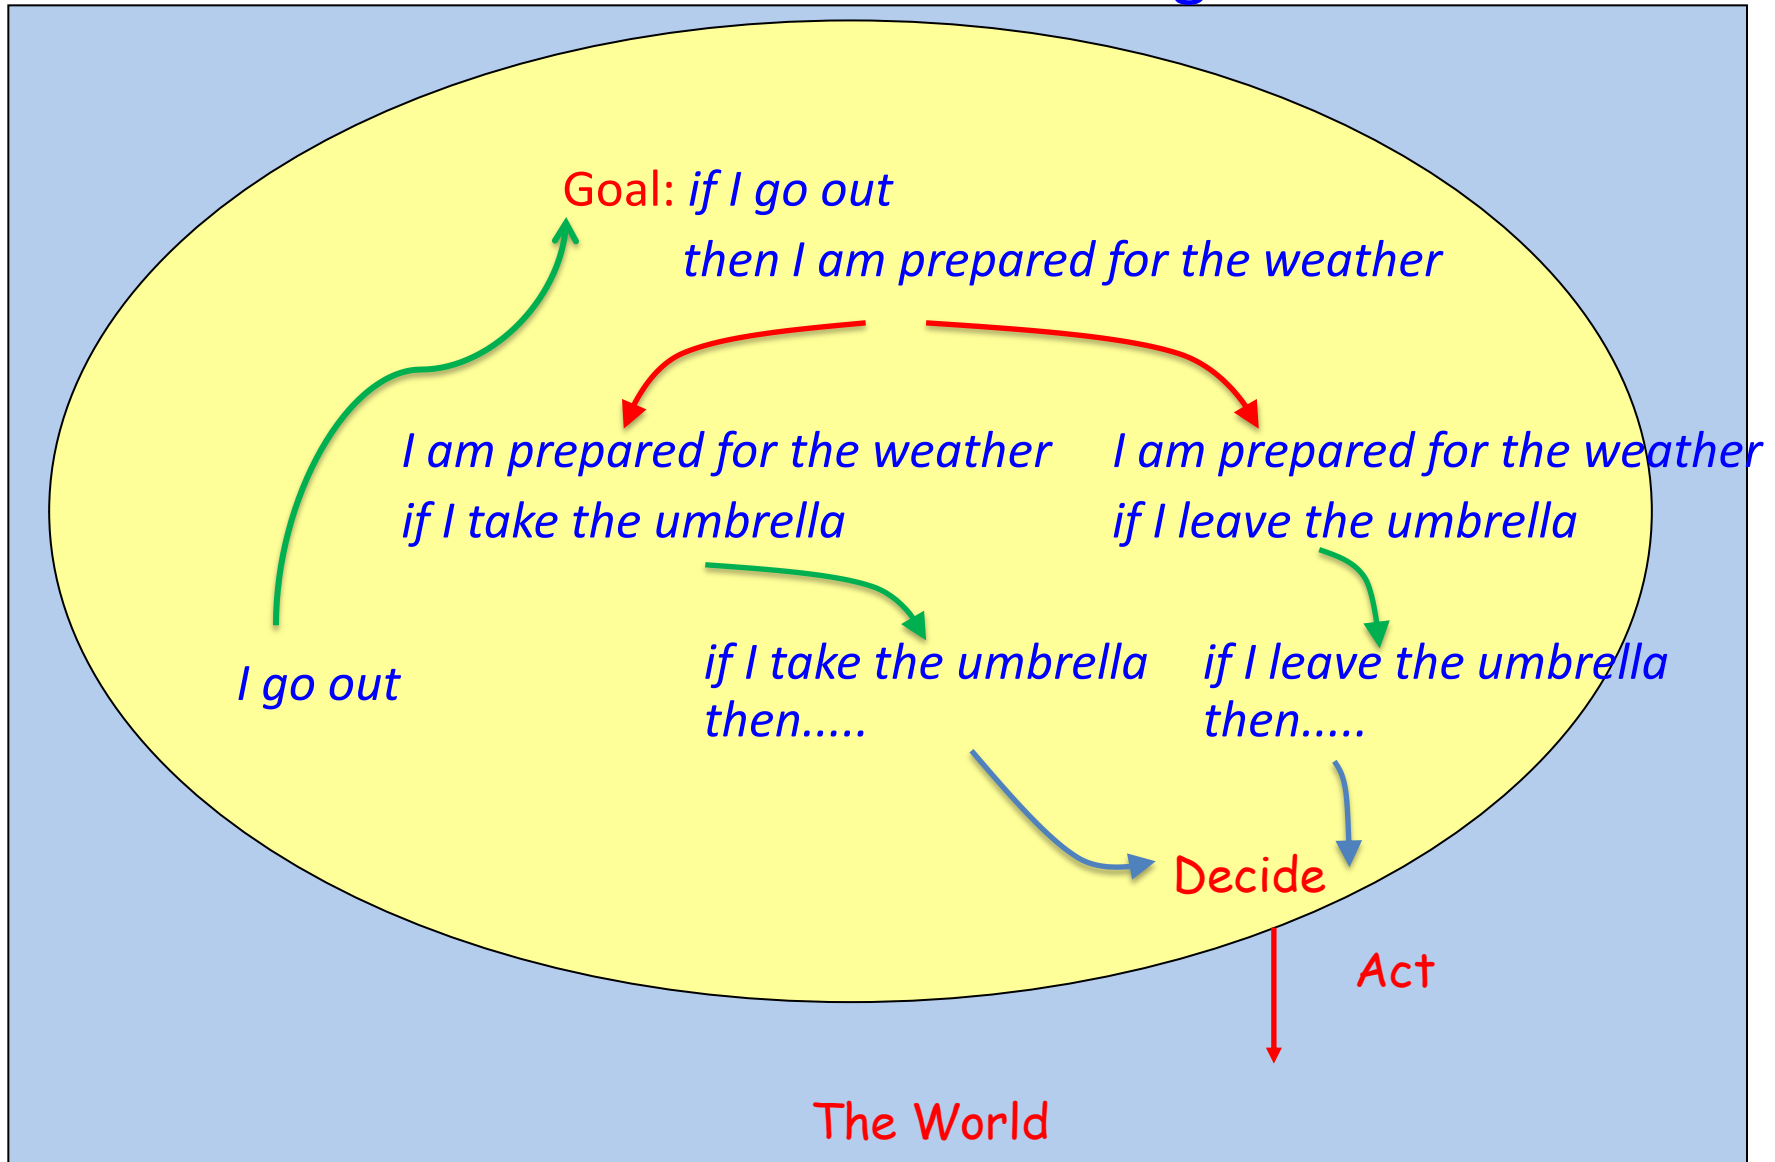 Goal: if I go out
then I am prepared for the weather
I am prepared for the weather
if I take the umbrella
I am prepared for the weather
if I leave the umbrella
I go out
if I take the umbrella
then.....
if I leave the umbrella
then.....
Decide
Act
The World